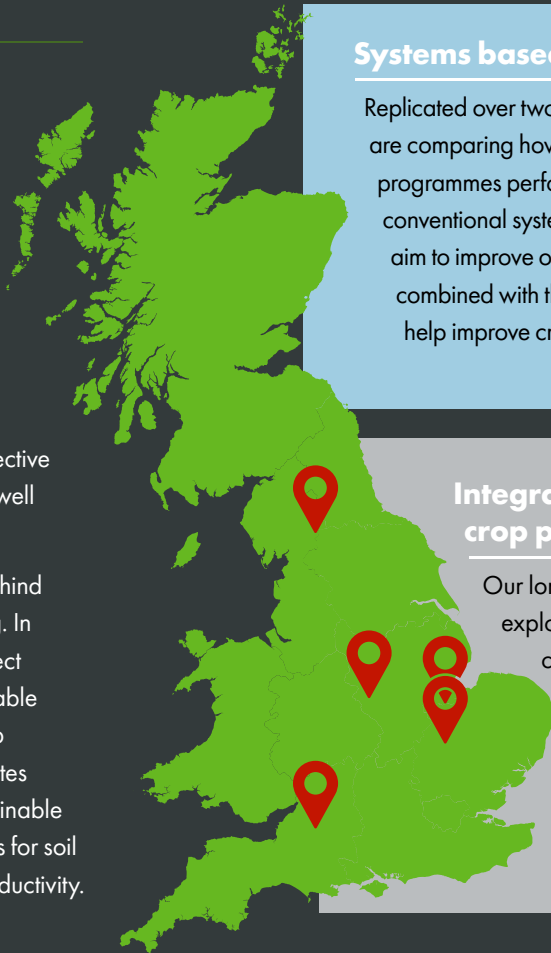 Systems based
Replicated over two
are comparing how
programmes perfo
conventional syste
aim to improve o
combined with t
help improve cr
ective
well
hind
. In
ect
able
o
tes
inable
s for soil
ductivity.
Integra
crop p
Our lon
explo
o